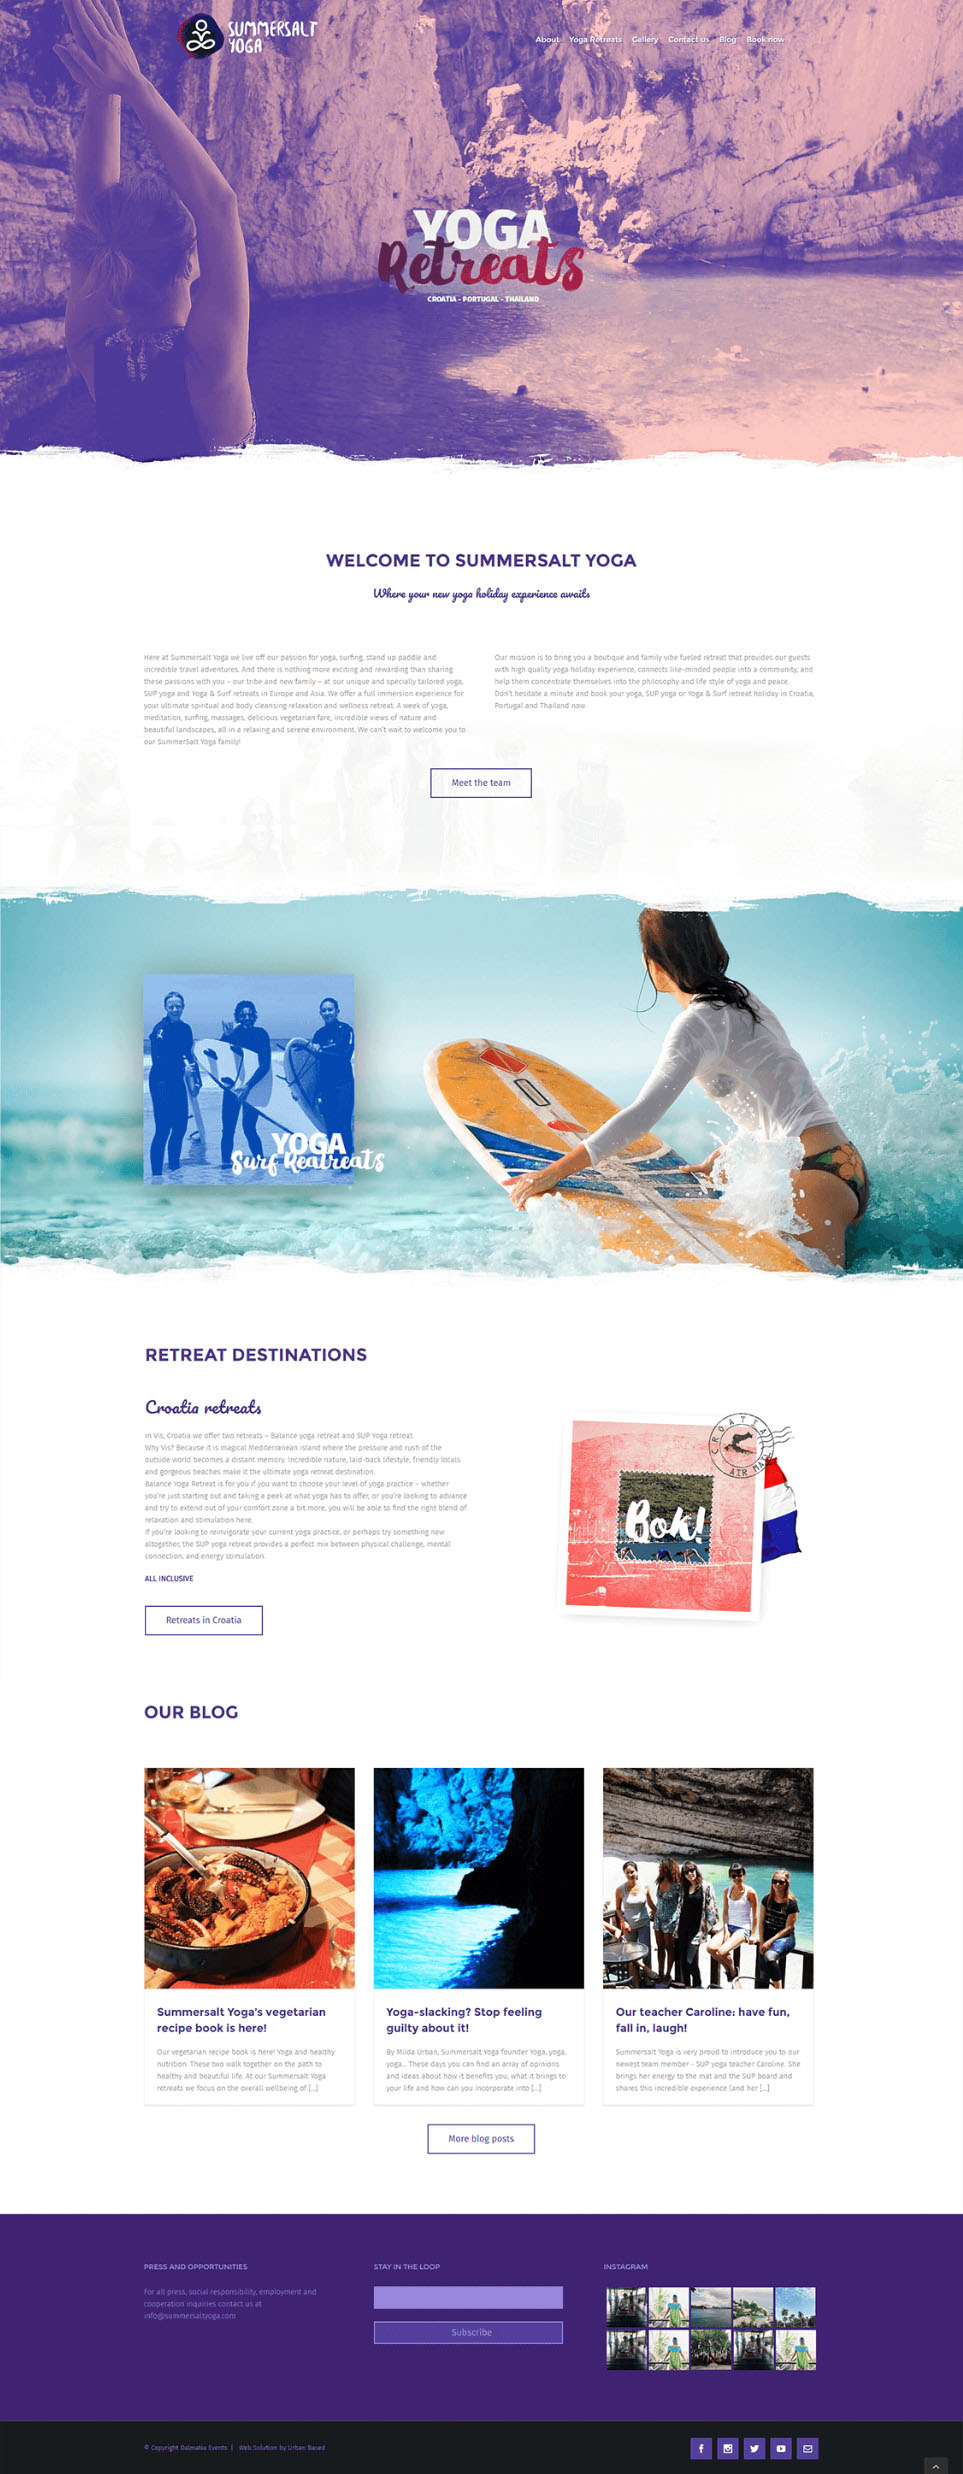 SUMMERSALT
YOGA
About Yoga Retreats Gallery Contact us Blog Book now
YOGA
Retreats
CROATIA - PORTUGAL - THAILAND
WELCOME TO SUMMERSALT YOGA
Where your new yoga holiday experience awaits
Here at Summersalt Yoga we live off our passion for yoga, surfing, stand up paddle and
incredible travel adventures. And there is nothing more exciting and rewarding than sharing
these passions with you – our tribe and new family – at our unique and specially tailored yoga,
SUP yoga and Yoga & Surf retreats in Europe and Asia. We offer a full immersion experience for
your ultimate spiritual and body cleansing relaxation and wellness retreat. A week of yoga,
meditation, surfing, massages, delicious vegetarian fare, incredible views of nature and
beautiful landscapes, all in a relaxing and serene environment. We can't wait to welcome you to
our SummerSalt Yoga family!
Our mission is to bring you a boutique and family vibe fueled retreat that provides our guests
with high quality yoga holiday experience, connects like-minded people into a community, and
help them concentrate themselves into the philosophy and life style of yoga and peace.
Don't hesitate a minute and book your yoga, SUP yoga or Yoga & Surf retreat holiday in Croatia,
Portugal and Thailand now.
Meet the team
YOGA
Surf Reatreats
RETREAT DESTINATIONS
Croatia retreats
In Vis, Croatia we offer two retreats – Balance yoga retreat and SUP Yoga retreat.
Why Vis? Because it is magical Mediterranean island where the pressure and rush of the
outside world becomes a distant memory. Incredible nature, laid-back lifestyle, friendly locals
and gorgeous beaches make it the ultimate yoga retreat destination.
Balance Yoga Retreat is for you if you want to choose your level of yoga practice – whether
you're just starting out and taking a peek at what yoga has to offer, or you're looking to advance
and try to extend out of your comfort zone a bit more, you will be able to find the right blend of
relaxation and stimulation here.
If you're looking to reinvigorate your current yoga practice, or perhaps try something new
altogether, the SUP yoga retreat provides a perfect mix between physical challenge, mental
connection, and energy stimulation.
ALL INCLUSIVE
Retreats in Croatia
CROATIA
AIR MAIL
Bok!
OUR BLOG
Summersalt Yoga's vegetarian
recipe book is here!
Our vegetarian recipe book is here! Yoga and healthy
nutrition. These two walk together on the path to
healthy and beautiful life. At our Summersalt Yoga
retreats we focus on the overall wellbeing of [...]
Yoga-slacking? Stop feeling
guilty about it!
By Milda Urban, Summersalt Yoga founder Yoga, yoga,
yoga... These days you can find an array of opinions
and ideas about how it benefits you, what it brings to
your life and how can you incorporate into [...]
Our teacher Caroline: have fun,
fall in, laugh!
Summersalt Yoga is very proud to introduce you to our
newest team member - SUP yoga teacher Caroline. She
brings her energy to the mat and the SUP board and
shares this incredible experience (and her [...]
More blog posts
PRESS AND OPPORTUNITIES
For all press, social responsibility, employment and
cooperation inquiries contact us at
info@summersaltyoga.com
STAY IN THE LOOP
Subscribe
INSTAGRAM
© Copyright Dalmatia Events | Web Solution by Urban Based